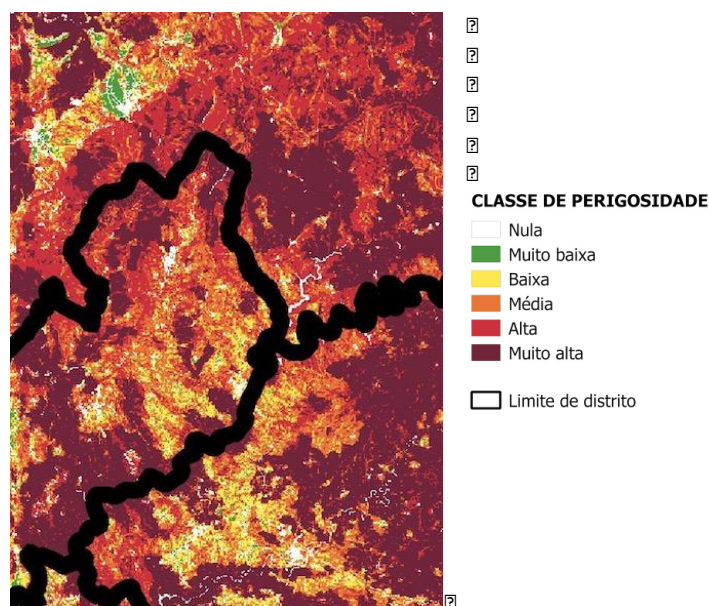 CLASSE DE PERIGOSIDADE
Nula
Muito baixa
Baixa
Média
Alta
Muito alta
Limite de distrito